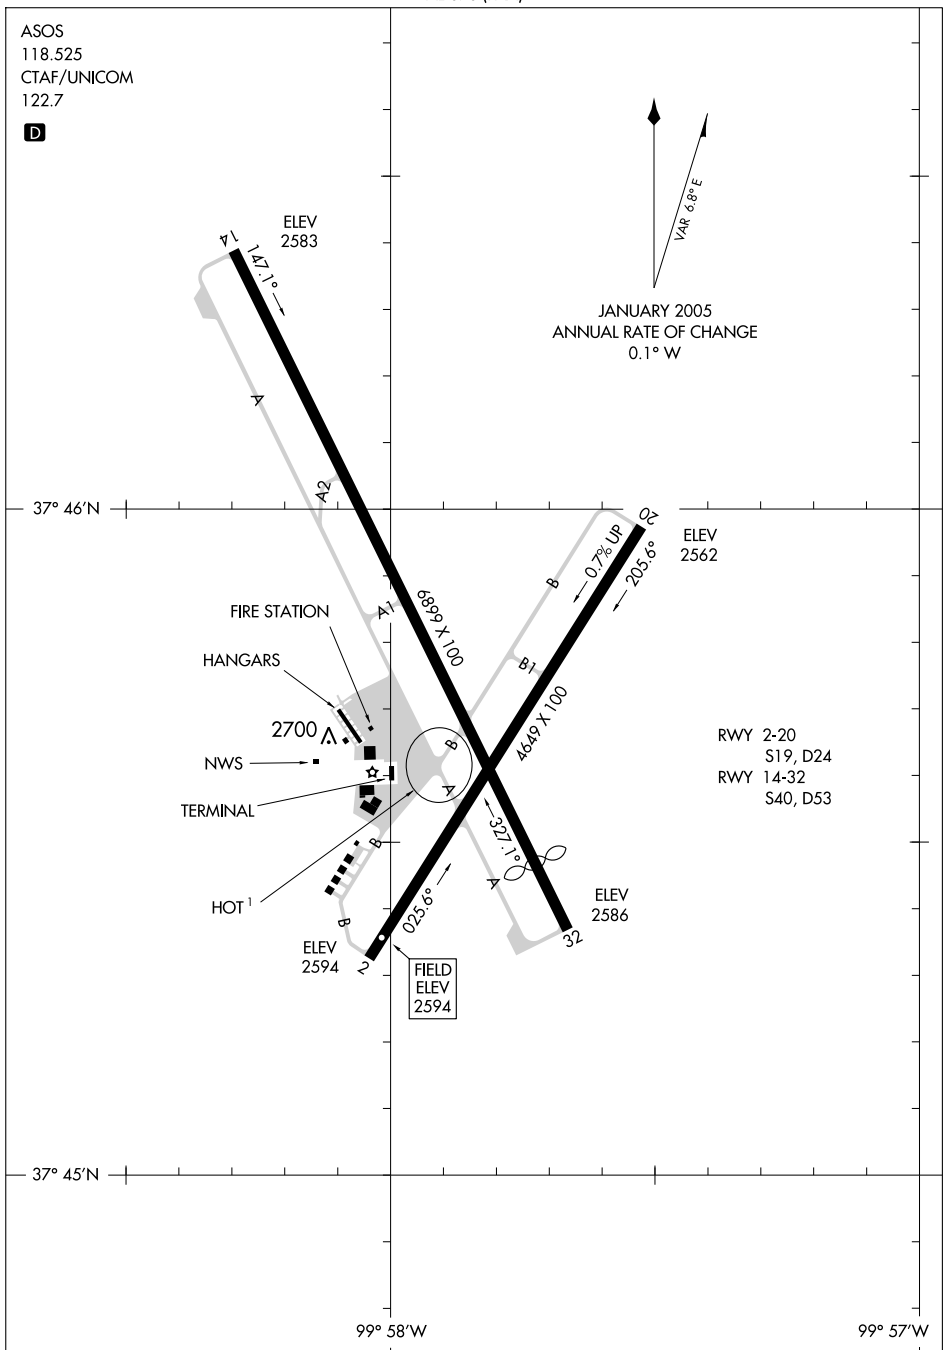 ASOS
118.525
CTAF/UNICOM
122.7
D
VAR 6.8° E
JANUARY 2005
ANNUAL RATE OF CHANGE
0.1° W
ELEV
2583
14
147.1°
A
A2
37° 46'N
20
ELEV
2562
0.7% UP
205.6°
B
A1
6899 X 100
FIRE STATION
HANGARS
B1
4649 X 100
2700
NWS
TERMINAL
B
A
RWY 2-20
S19, D24
RWY 14-32
S40, D53
327.1°
B
A
HOT 1
025.6°
B
ELEV
2586
32
ELEV
2594
2
FIELD
ELEV
2594
37° 45'N
99° 58'W
99° 57'W